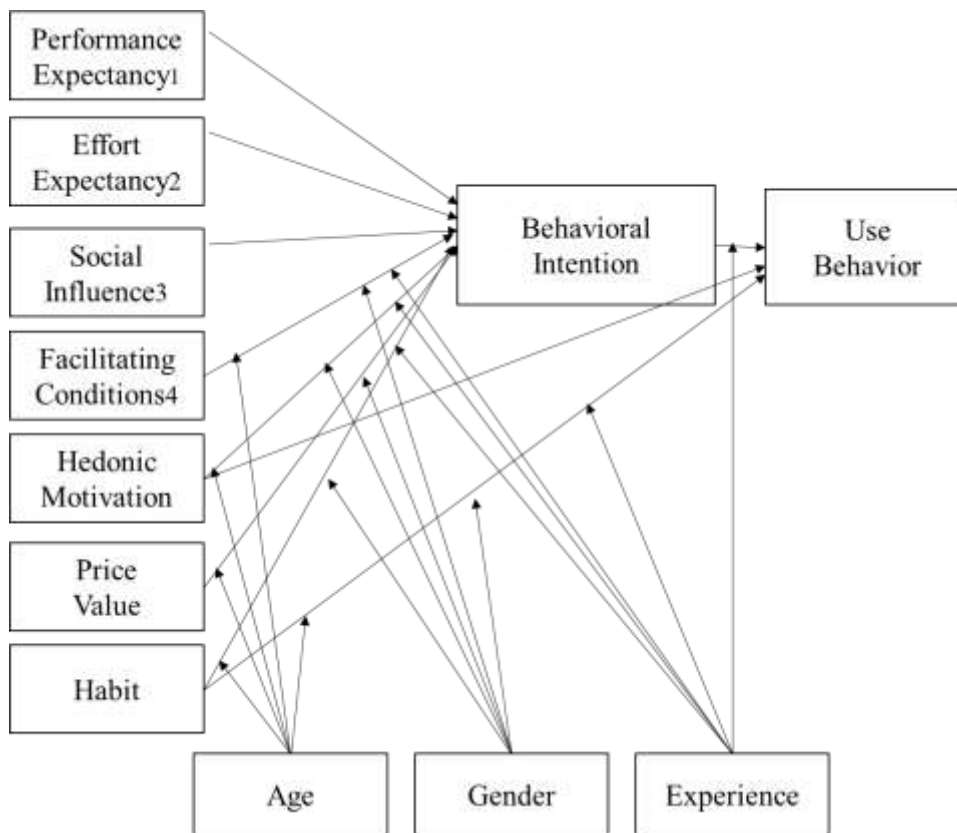 Performance
Expectancy1
Effort
Expectancy2
Social
Influence3
Facilitating
Conditions4
Hedonic
Motivation
Price
Value
Habit
Behavioral
Intention
Use
Behavior
Age
Gender
Experience